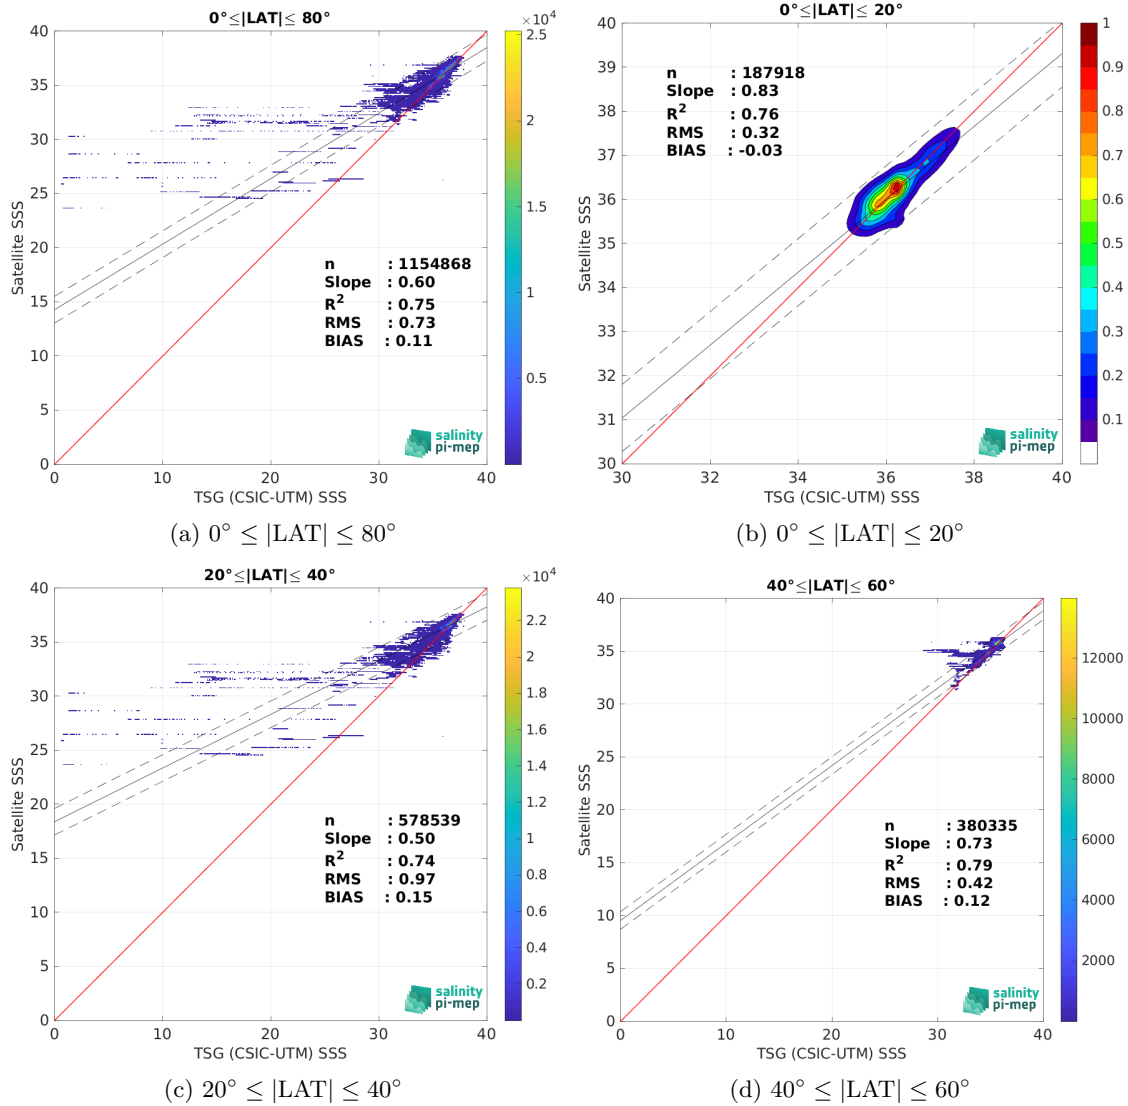 0°≤|LAT|≤ 80°
×10⁴
Satellite SSS
40
35
30
25
20
15
10
5
0
0
10
20
30
40
TSG (CSIC-UTM) SSS
n : 1154868
Slope : 0.60
R² : 0.75
RMS : 0.73
BIAS : 0.11
salinity
pi-mep
2.5
2
1.5
1
0.5
(a) 0° ≤ |LAT| ≤ 80°
0°≤|LAT|≤ 20°
Satellite SSS
40
39
38
37
36
35
34
33
32
31
30
30
32
34
36
38
40
TSG (CSIC-UTM) SSS
n : 187918
Slope : 0.83
R² : 0.76
RMS : 0.32
BIAS : -0.03
salinity
pi-mep
1
0.9
0.8
0.7
0.6
0.5
0.4
0.3
0.2
0.1
(b) 0° ≤ |LAT| ≤ 20°
20°≤|LAT|≤ 40°
×10⁴
Satellite SSS
40
35
30
25
20
15
10
5
0
0
10
20
30
40
TSG (CSIC-UTM) SSS
n : 578539
Slope : 0.50
R² : 0.74
RMS : 0.97
BIAS : 0.15
salinity
pi-mep
2.2
2
1.8
1.6
1.4
1.2
1
0.8
0.6
0.4
0.2
(c) 20° ≤ |LAT| ≤ 40°
40°≤|LAT|≤ 60°
Satellite SSS
40
35
30
25
20
15
10
5
0
0
10
20
30
40
TSG (CSIC-UTM) SSS
n : 380335
Slope : 0.73
R² : 0.79
RMS : 0.42
BIAS : 0.12
salinity
pi-mep
12000
10000
8000
6000
4000
2000
(d) 40° ≤ |LAT| ≤ 60°